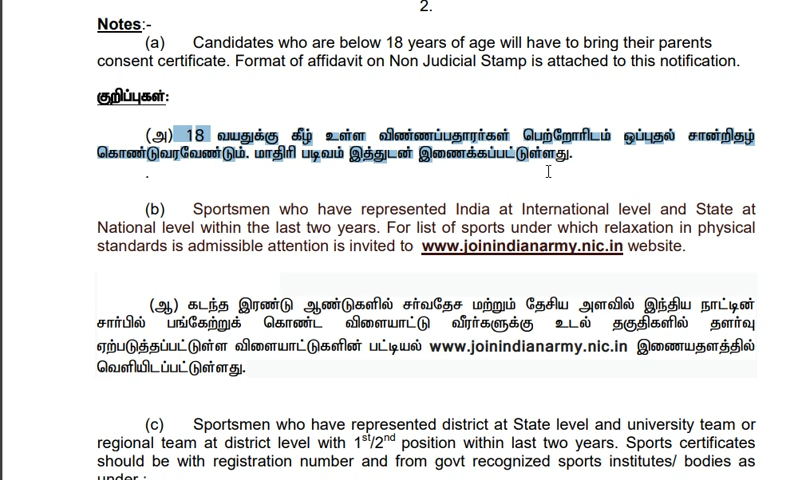 2.
Notes:-
(a) Candidates who are below 18 years of age will have to bring their parents
consent certificate. Format of affidavit on Non Judicial Stamp is attached to this notification.
குறிப்புகள்:
(அ) 18 வயதுக்கு கீழ் உள்ள விண்ணப்பதாரர்கள் பெற்றோரிடம் ஒப்புதல் சான்றிதழ்
கொண்டுவரவேண்டும். மாதிரி படிவம் இத்துடன் இணைக்கப்பட்டுள்ளது.
.
(b) Sportsmen who have represented India at International level and State at
National level within the last two years. For list of sports under which relaxation in physical
standards is admissible attention is invited to www.joinindianarmy.nic.in website.
(ஆ) கடந்த இரண்டு ஆண்டுகளில் சர்வதேச மற்றும் தேசிய அளவில் இந்திய நாட்டின்
சார்பில் பங்கேற்றுக் கொண்ட விளையாட்டு வீரர்களுக்கு உடல் தகுதிகளில் தளர்வு
ஏற்படுத்தப்பட்டுள்ள விளையாட்டுகளின் பட்டியல் www.joinindianarmy.nic.in இணையதளத்தில்
வெளியிடப்பட்டுள்ளது.
(c) Sportsmen who have represented district at State level and university team or
regional team at district level with 1st/2nd position within last two years. Sports certificates
should be with registration number and from govt recognized sports institutes/ bodies as
under :